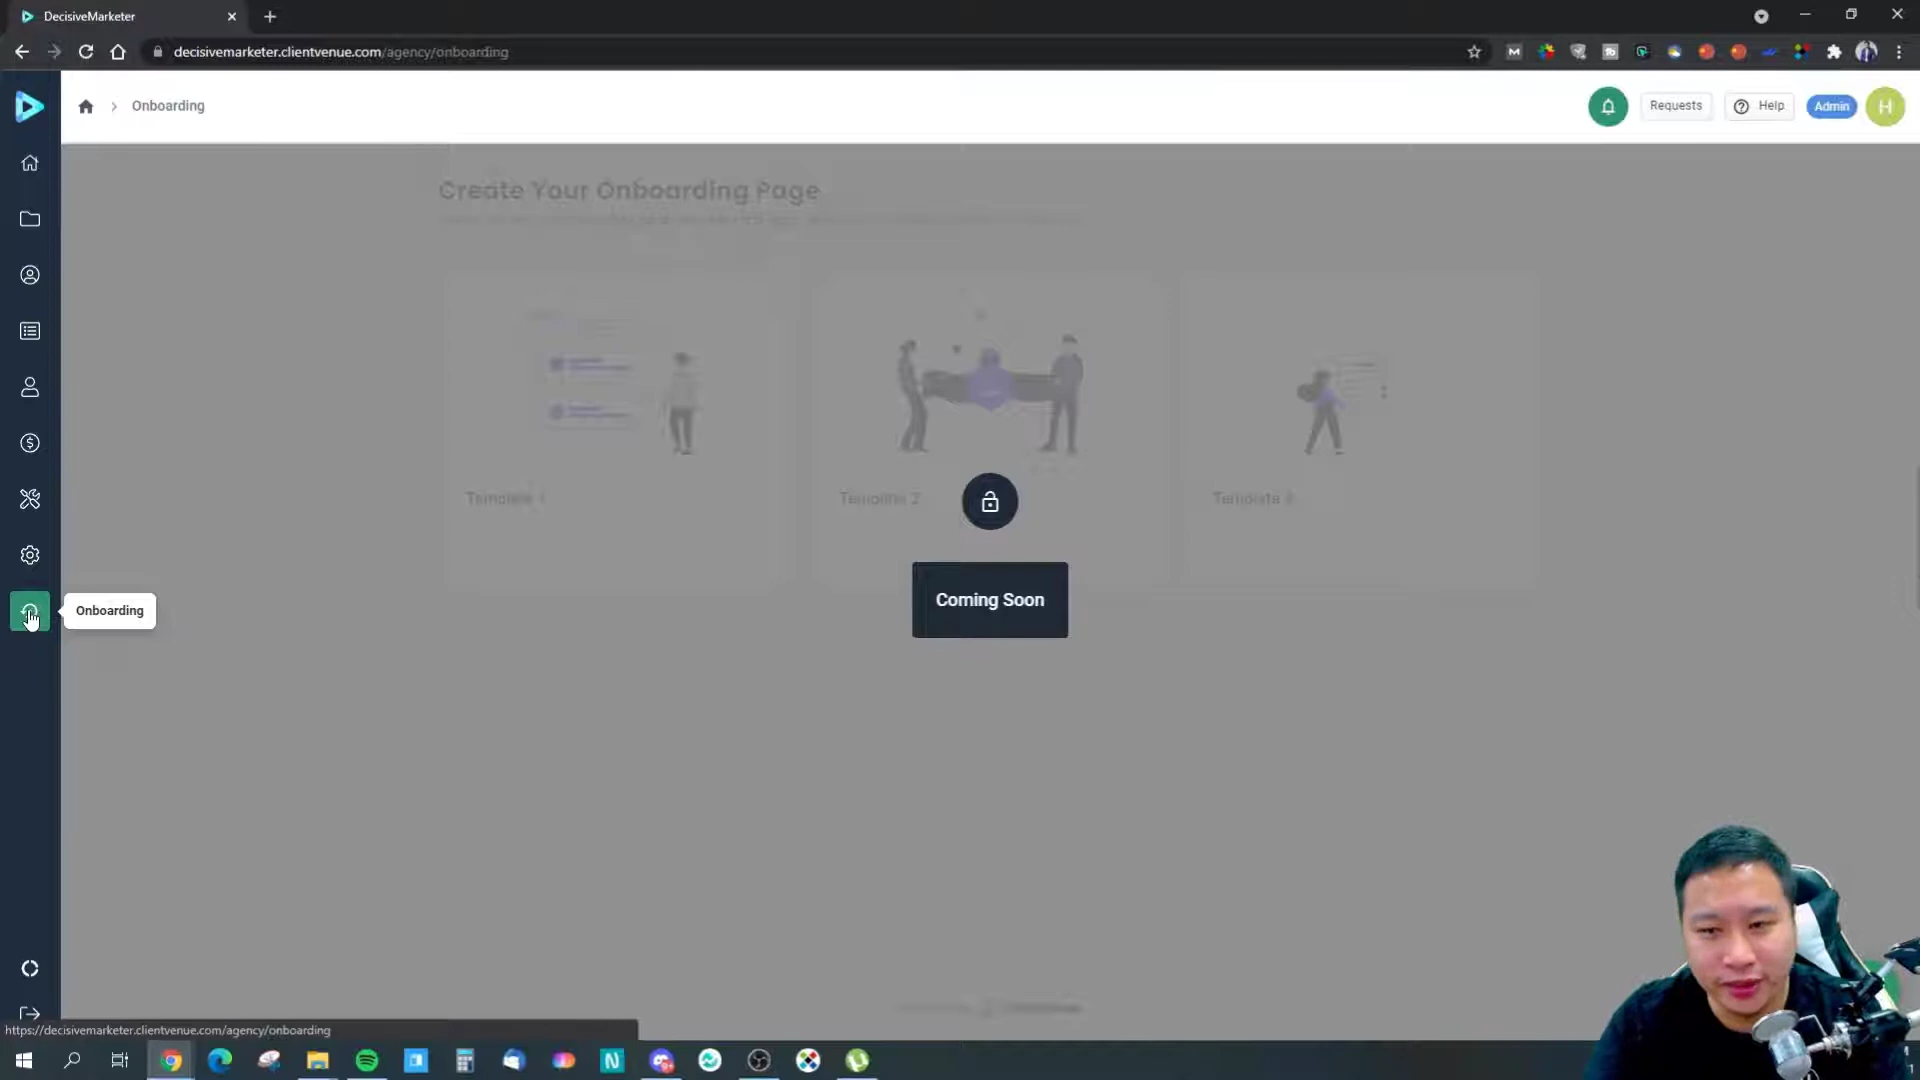 DecisiveMarketer
decisivemarketer.clientvenue.com/agency/onboarding
Onboarding
Requests
Help
Admin
H
Create Your Onboarding Page
Template 1
Template 2
Template 3
Coming Soon
Onboarding
https://decisivemarketer.clientvenue.com/agency/onboarding